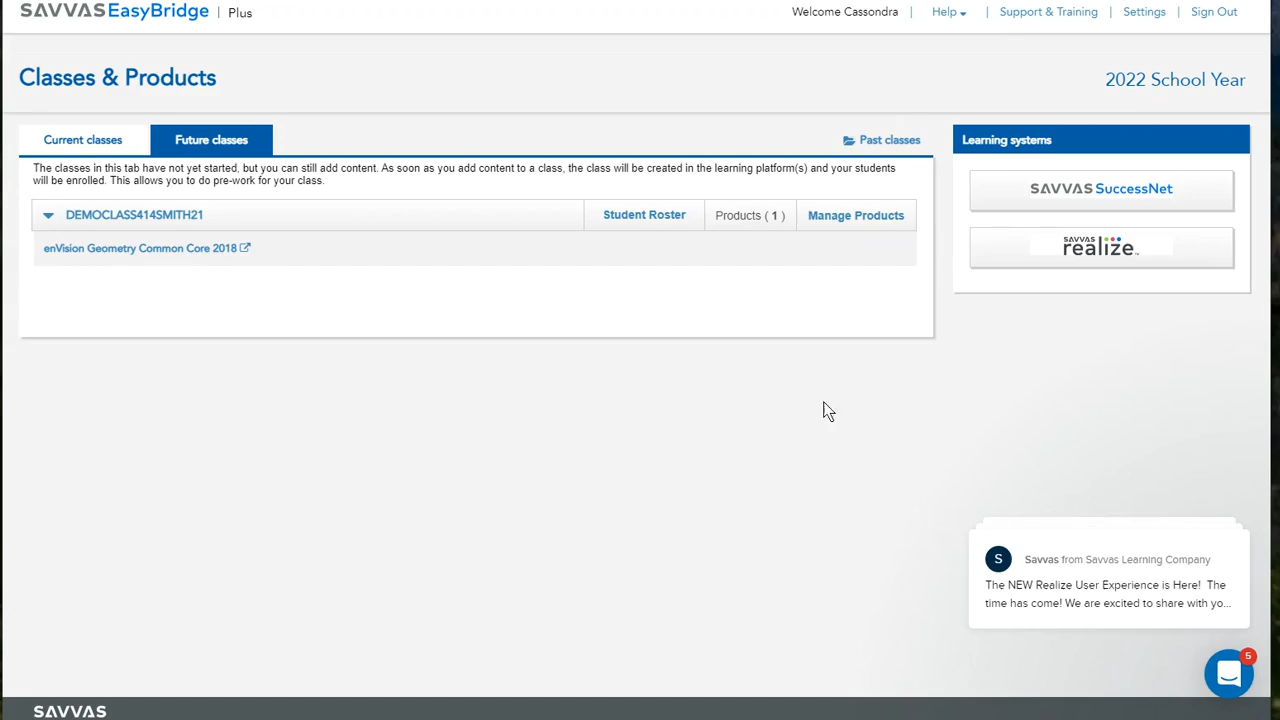 SAVVAS EasyBridge | Plus
Welcome Cassondra | Help | Support & Training | Settings | Sign Out
Classes & Products
2022 School Year
Current classes
Future classes
Past classes
The classes in this tab have not yet started, but you can still add content. As soon as you add content to a class, the class will be created in the learning platform(s) and your students
will be enrolled. This allows you to do pre-work for your class.
DEMOCLASS414SMITH21
Student Roster
Products ( 1 )
Manage Products
enVision Geometry Common Core 2018
Learning systems
SAVVAS SuccessNet
SAVVAS
realize™
S
Savvas from Savvas Learning Company
The NEW Realize User Experience is Here! The
time has come! We are excited to share with yo...
5
SAVVAS